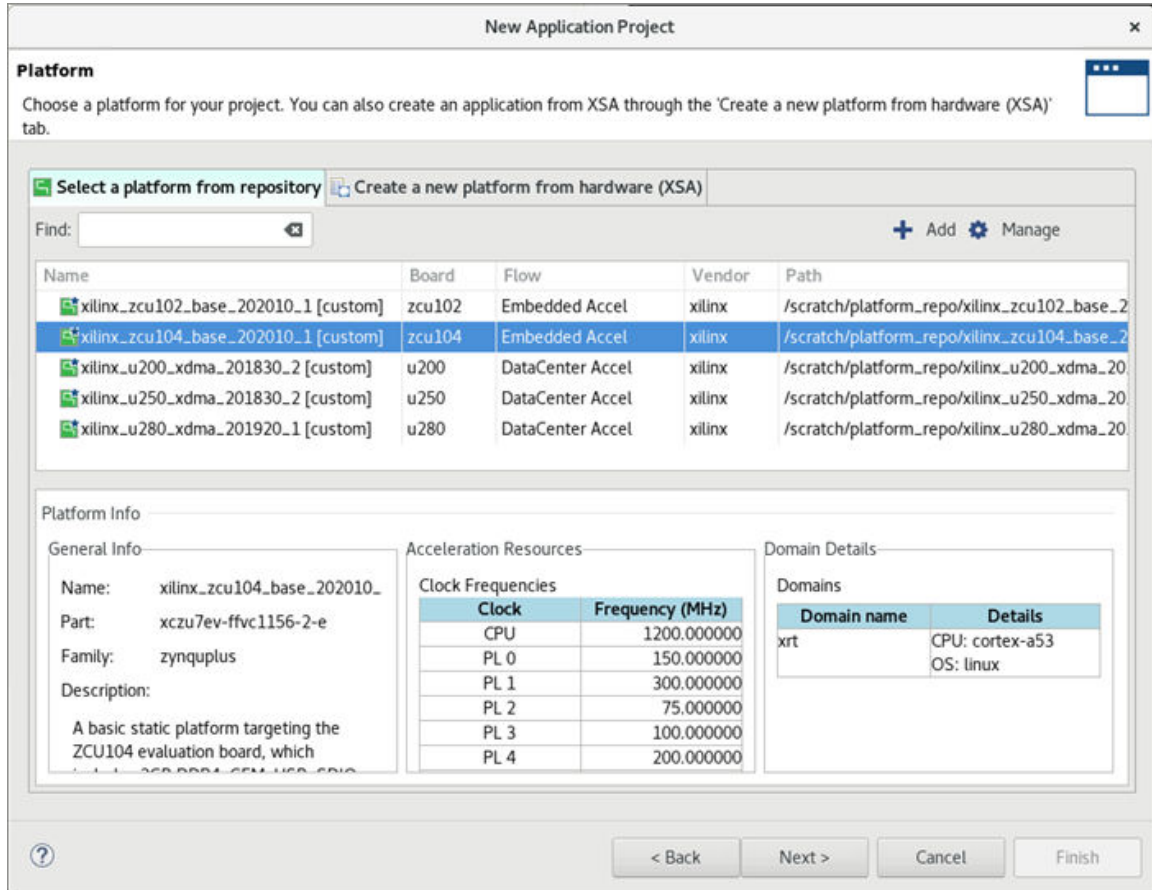 New Application Project
Platform
Choose a platform for your project. You can also create an application from XSA through the 'Create a new platform from hardware (XSA)'
tab.
Select a platform from repository Create a new platform from hardware (XSA)
Find: Add Manage
Name Board Flow Vendor Path
xilinx_zcu102_base_202010_1 [custom] zcu102 Embedded Accel xilinx /scratch/platform_repo/xilinx_zcu102_base_2
xilinx_zcu104_base_202010_1 [custom] zcu104 Embedded Accel xilinx /scratch/platform_repo/xilinx_zcu104_base_2
xilinx_u200_xdma_201830_2 [custom] u200 DataCenter Accel xilinx /scratch/platform_repo/xilinx_u200_xdma_20
xilinx_u250_xdma_201830_2 [custom] u250 DataCenter Accel xilinx /scratch/platform_repo/xilinx_u250_xdma_20
xilinx_u280_xdma_201920_1 [custom] u280 DataCenter Accel xilinx /scratch/platform_repo/xilinx_u280_xdma_20
Platform Info
General Info
Name: xilinx_zcu104_base_202010_
Part: xczu7ev-ffvc1156-2-e
Family: zynquplus
Description:
A basic static platform targeting the
ZCU104 evaluation board, which
Acceleration Resources
Clock Frequencies
Clock Frequency (MHz)
CPU 1200.000000
PL 0 150.000000
PL 1 300.000000
PL 2 75.000000
PL 3 100.000000
PL 4 200.000000
Domain Details
Domains
Domain name Details
xrt CPU: cortex-a53
OS: linux
< Back Next > Cancel Finish